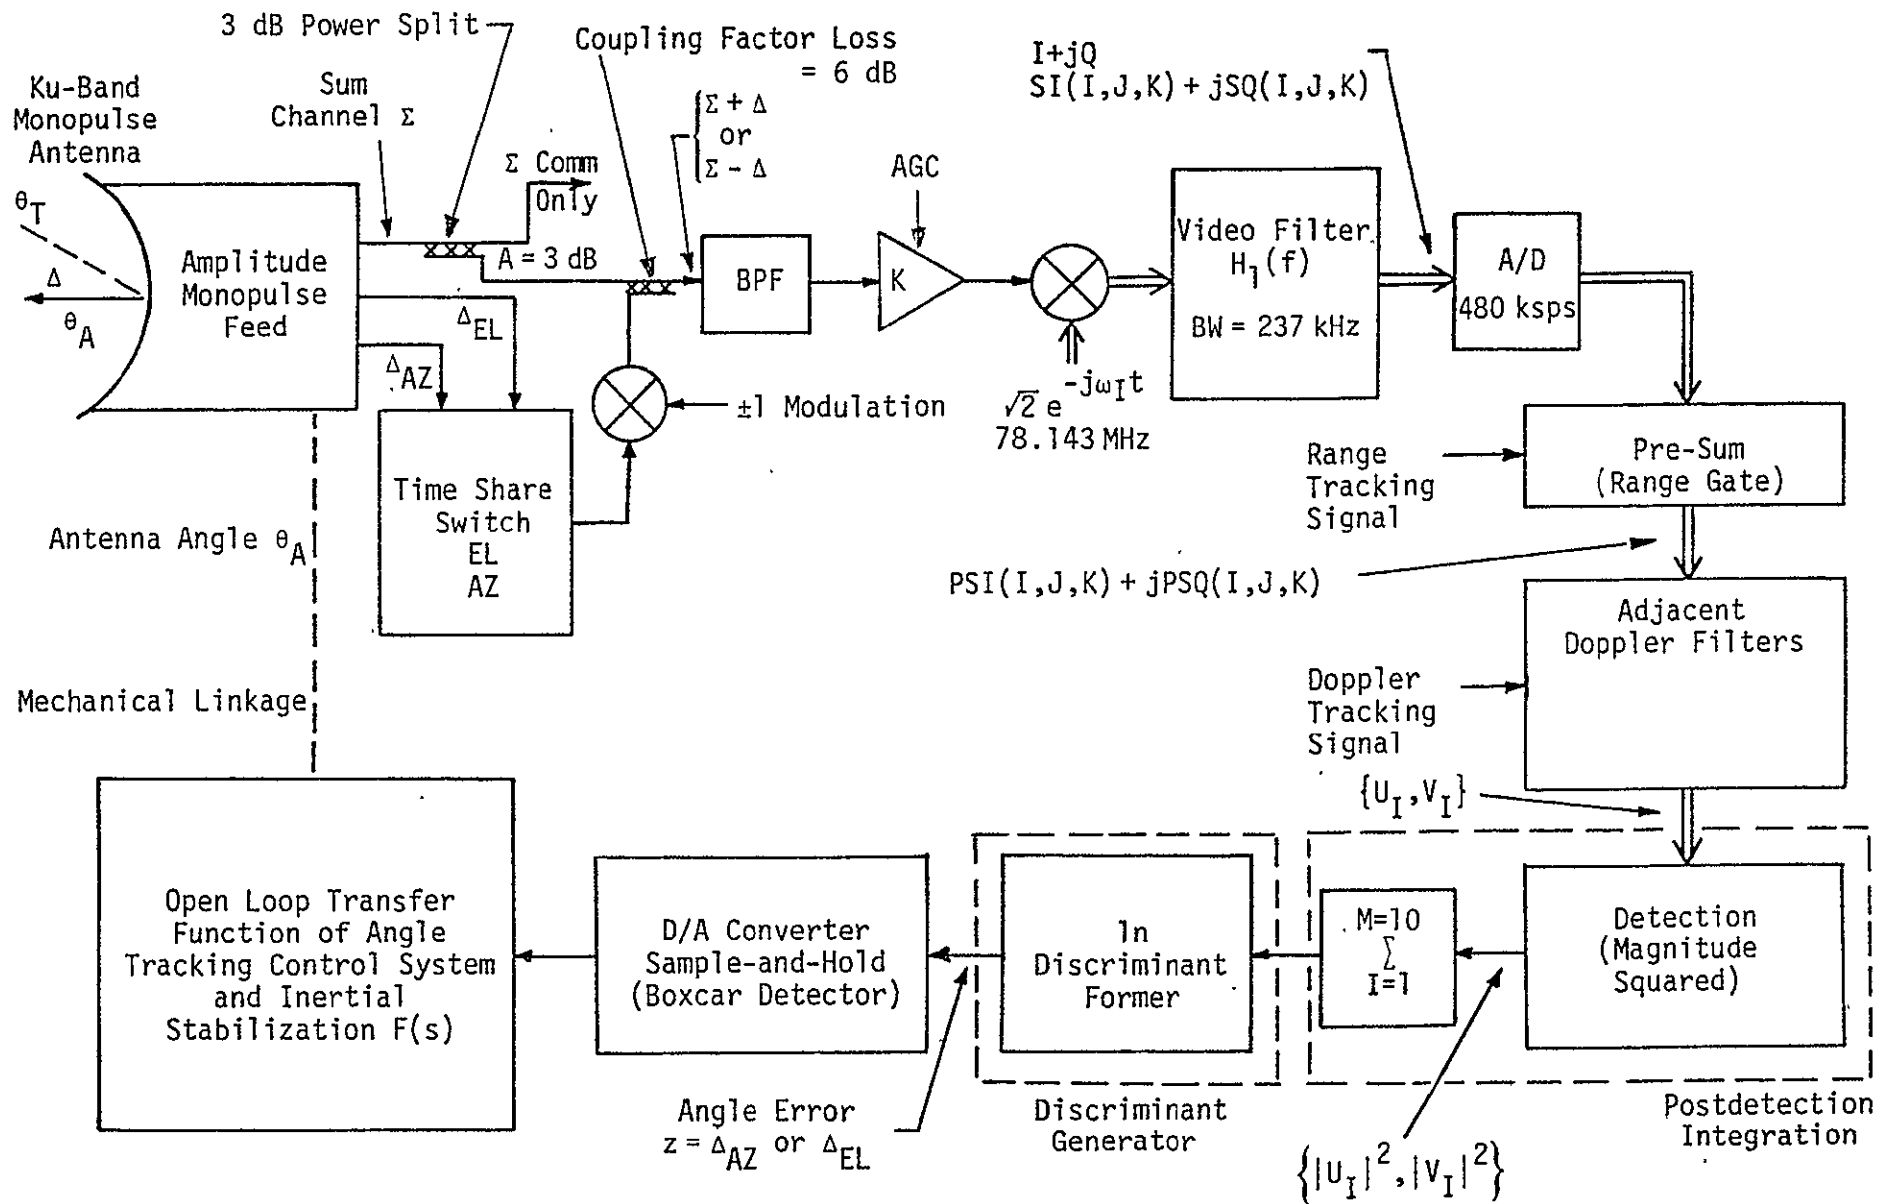 3 dB Power Split
Coupling Factor Loss
= 6 dB
I+jQ
SI(I,J,K) + jSQ(I,J,K)
Ku-Band
Monopulse
Antenna
Sum
Channel Σ
Σ + Δ
or
Σ - Δ
Σ Comm
Only
AGC
θT
Δ
θA
Amplitude
Monopulse
Feed
A = 3 dB
BPF
K
Video Filter
H1(f)
BW = 237 kHz
A/D
480 ksps
ΔEL
ΔAZ
±1 Modulation
√2 e^-jωIt
78.143 MHz
Time Share
Switch
EL
AZ
Range
Tracking
Signal
Pre-Sum
(Range Gate)
Antenna Angle θA
PSI(I,J,K) + jPSQ(I,J,K)
Adjacent
Doppler Filters
Mechanical Linkage
Doppler
Tracking
Signal
{UI,VI}
Open Loop Transfer
Function of Angle
Tracking Control System
and Inertial
Stabilization F(s)
D/A Converter
Sample-and-Hold
(Boxcar Detector)
ln
Discriminant
Former
M=10
∑
I=1
Detection
(Magnitude
Squared)
Angle Error
z = ΔAZ or ΔEL
Discriminant
Generator
Postdetection
Integration
{|UI|²,|VI|²}